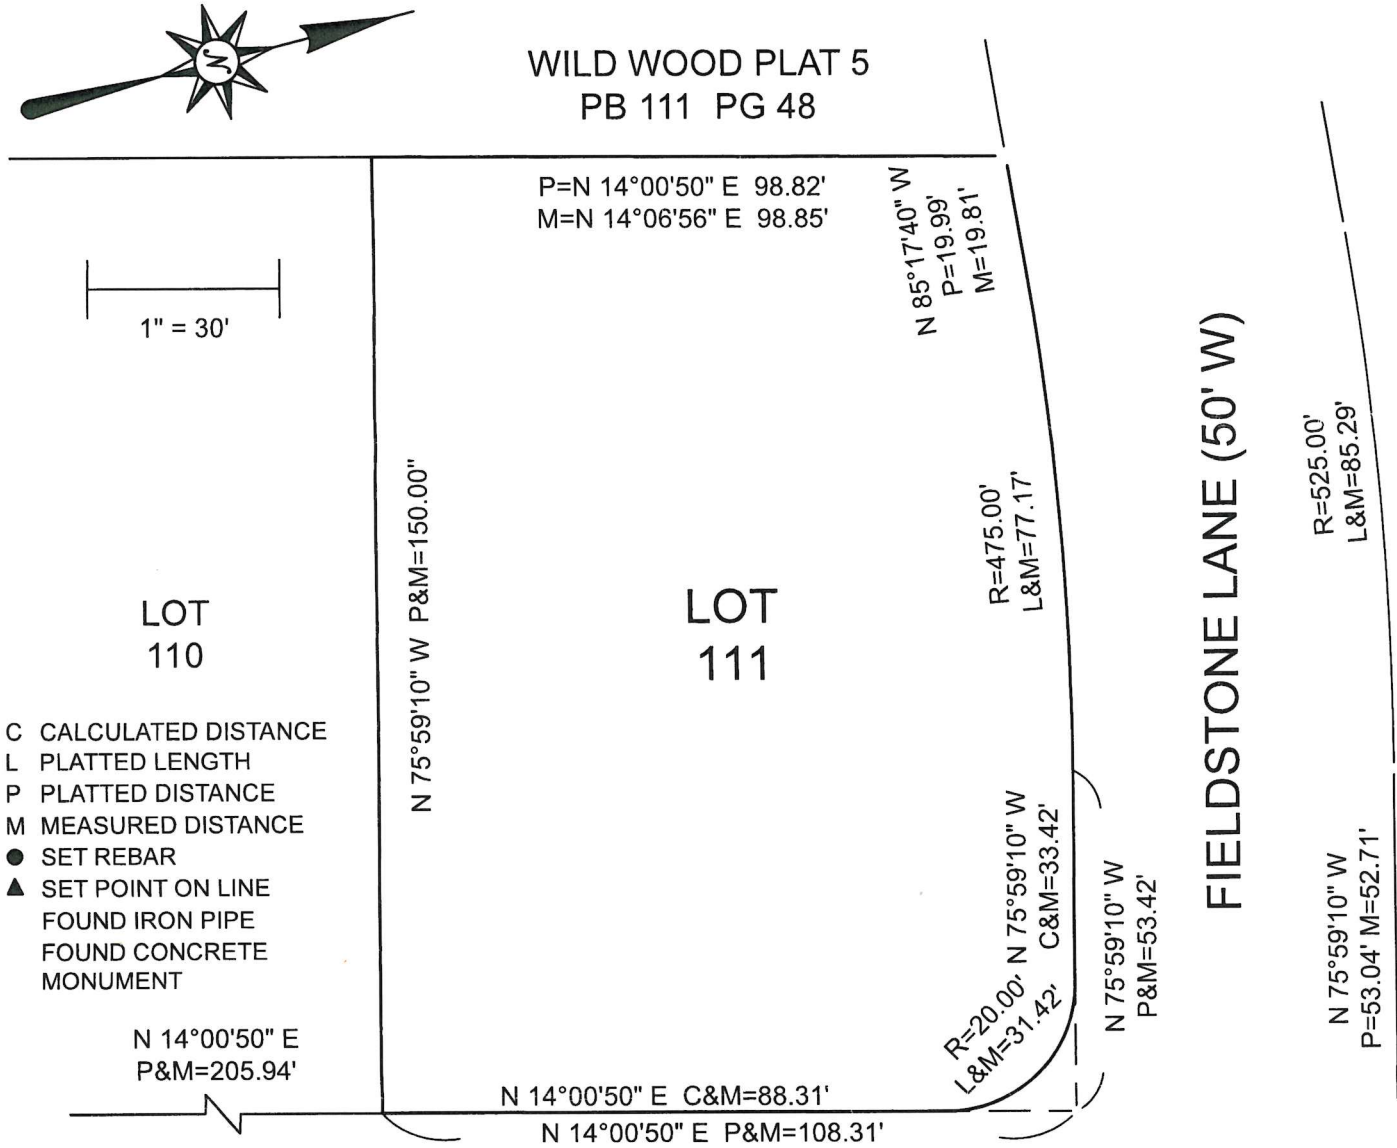 N
WILD WOOD PLAT 5
PB 111 PG 48
P=N 14°00'50" E 98.82'
M=N 14°06'56" E 98.85'
N 85°17'40" W
P=19.99'
M=19.81'
1" = 30'
N 75°59'10" W P&M=150.00"
LOT
110
LOT
111
R=475.00'
L&M=77.17'
FIELDSTONE LANE (50' W)
R=525.00'
L&M=85.29'
C CALCULATED DISTANCE
L PLATTED LENGTH
P PLATTED DISTANCE
M MEASURED DISTANCE
SET REBAR
SET POINT ON LINE
FOUND IRON PIPE
FOUND CONCRETE
MONUMENT
N 75°59'10" W
C&M=33.42'
N 75°59'10" W
P&M=53.42'
N 75°59'10" W
P=53.04' M=52.71'
R=20.00'
L&M=31.42'
N 14°00'50" E
P&M=205.94'
N 14°00'50" E C&M=88.31'
N 14°00'50" E P&M=108.31'